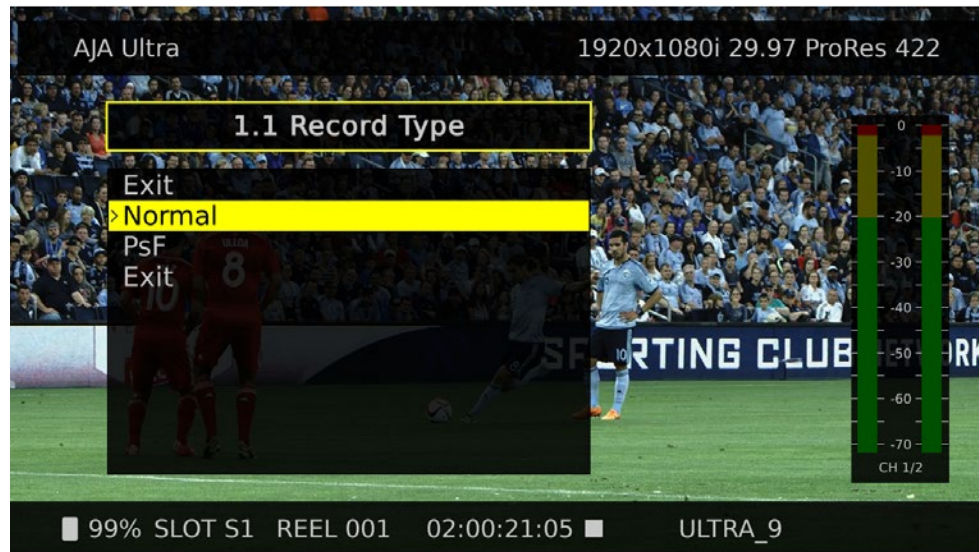 AJA Ultra
1920x1080i 29.97 ProRes 422
1.1 Record Type
Exit
>Normal
PsF
Exit
ULLOA
8
10
10
RTING CLUB
0
-10
-20
-30
-40
-50
-60
-70
CH 1/2
99% SLOT S1 REEL 001 02:00:21:05 ULTRA_9